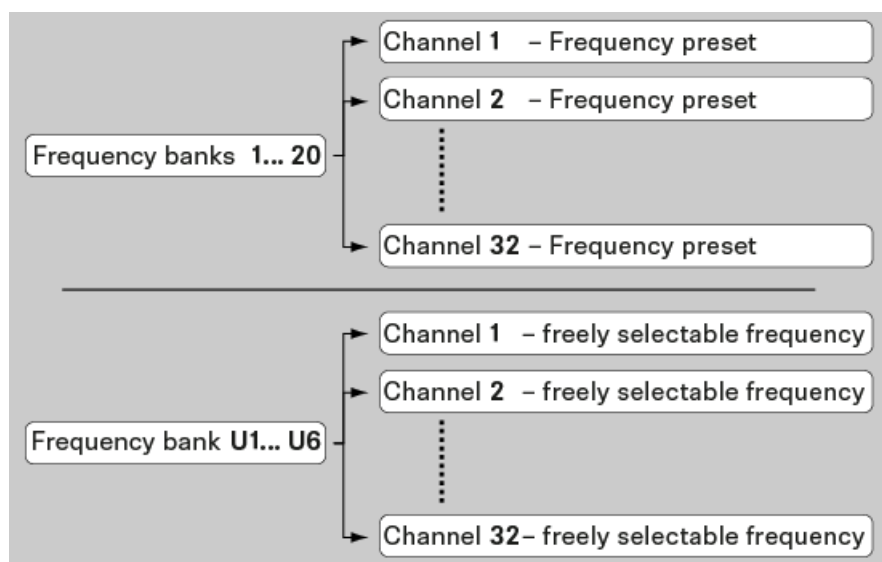 Channel 1 – Frequency preset
Channel 2 – Frequency preset
Frequency banks 1... 20
Channel 32 – Frequency preset
Channel 1 – freely selectable frequency
Channel 2 – freely selectable frequency
Frequency bank U1... U6
Channel 32– freely selectable frequency